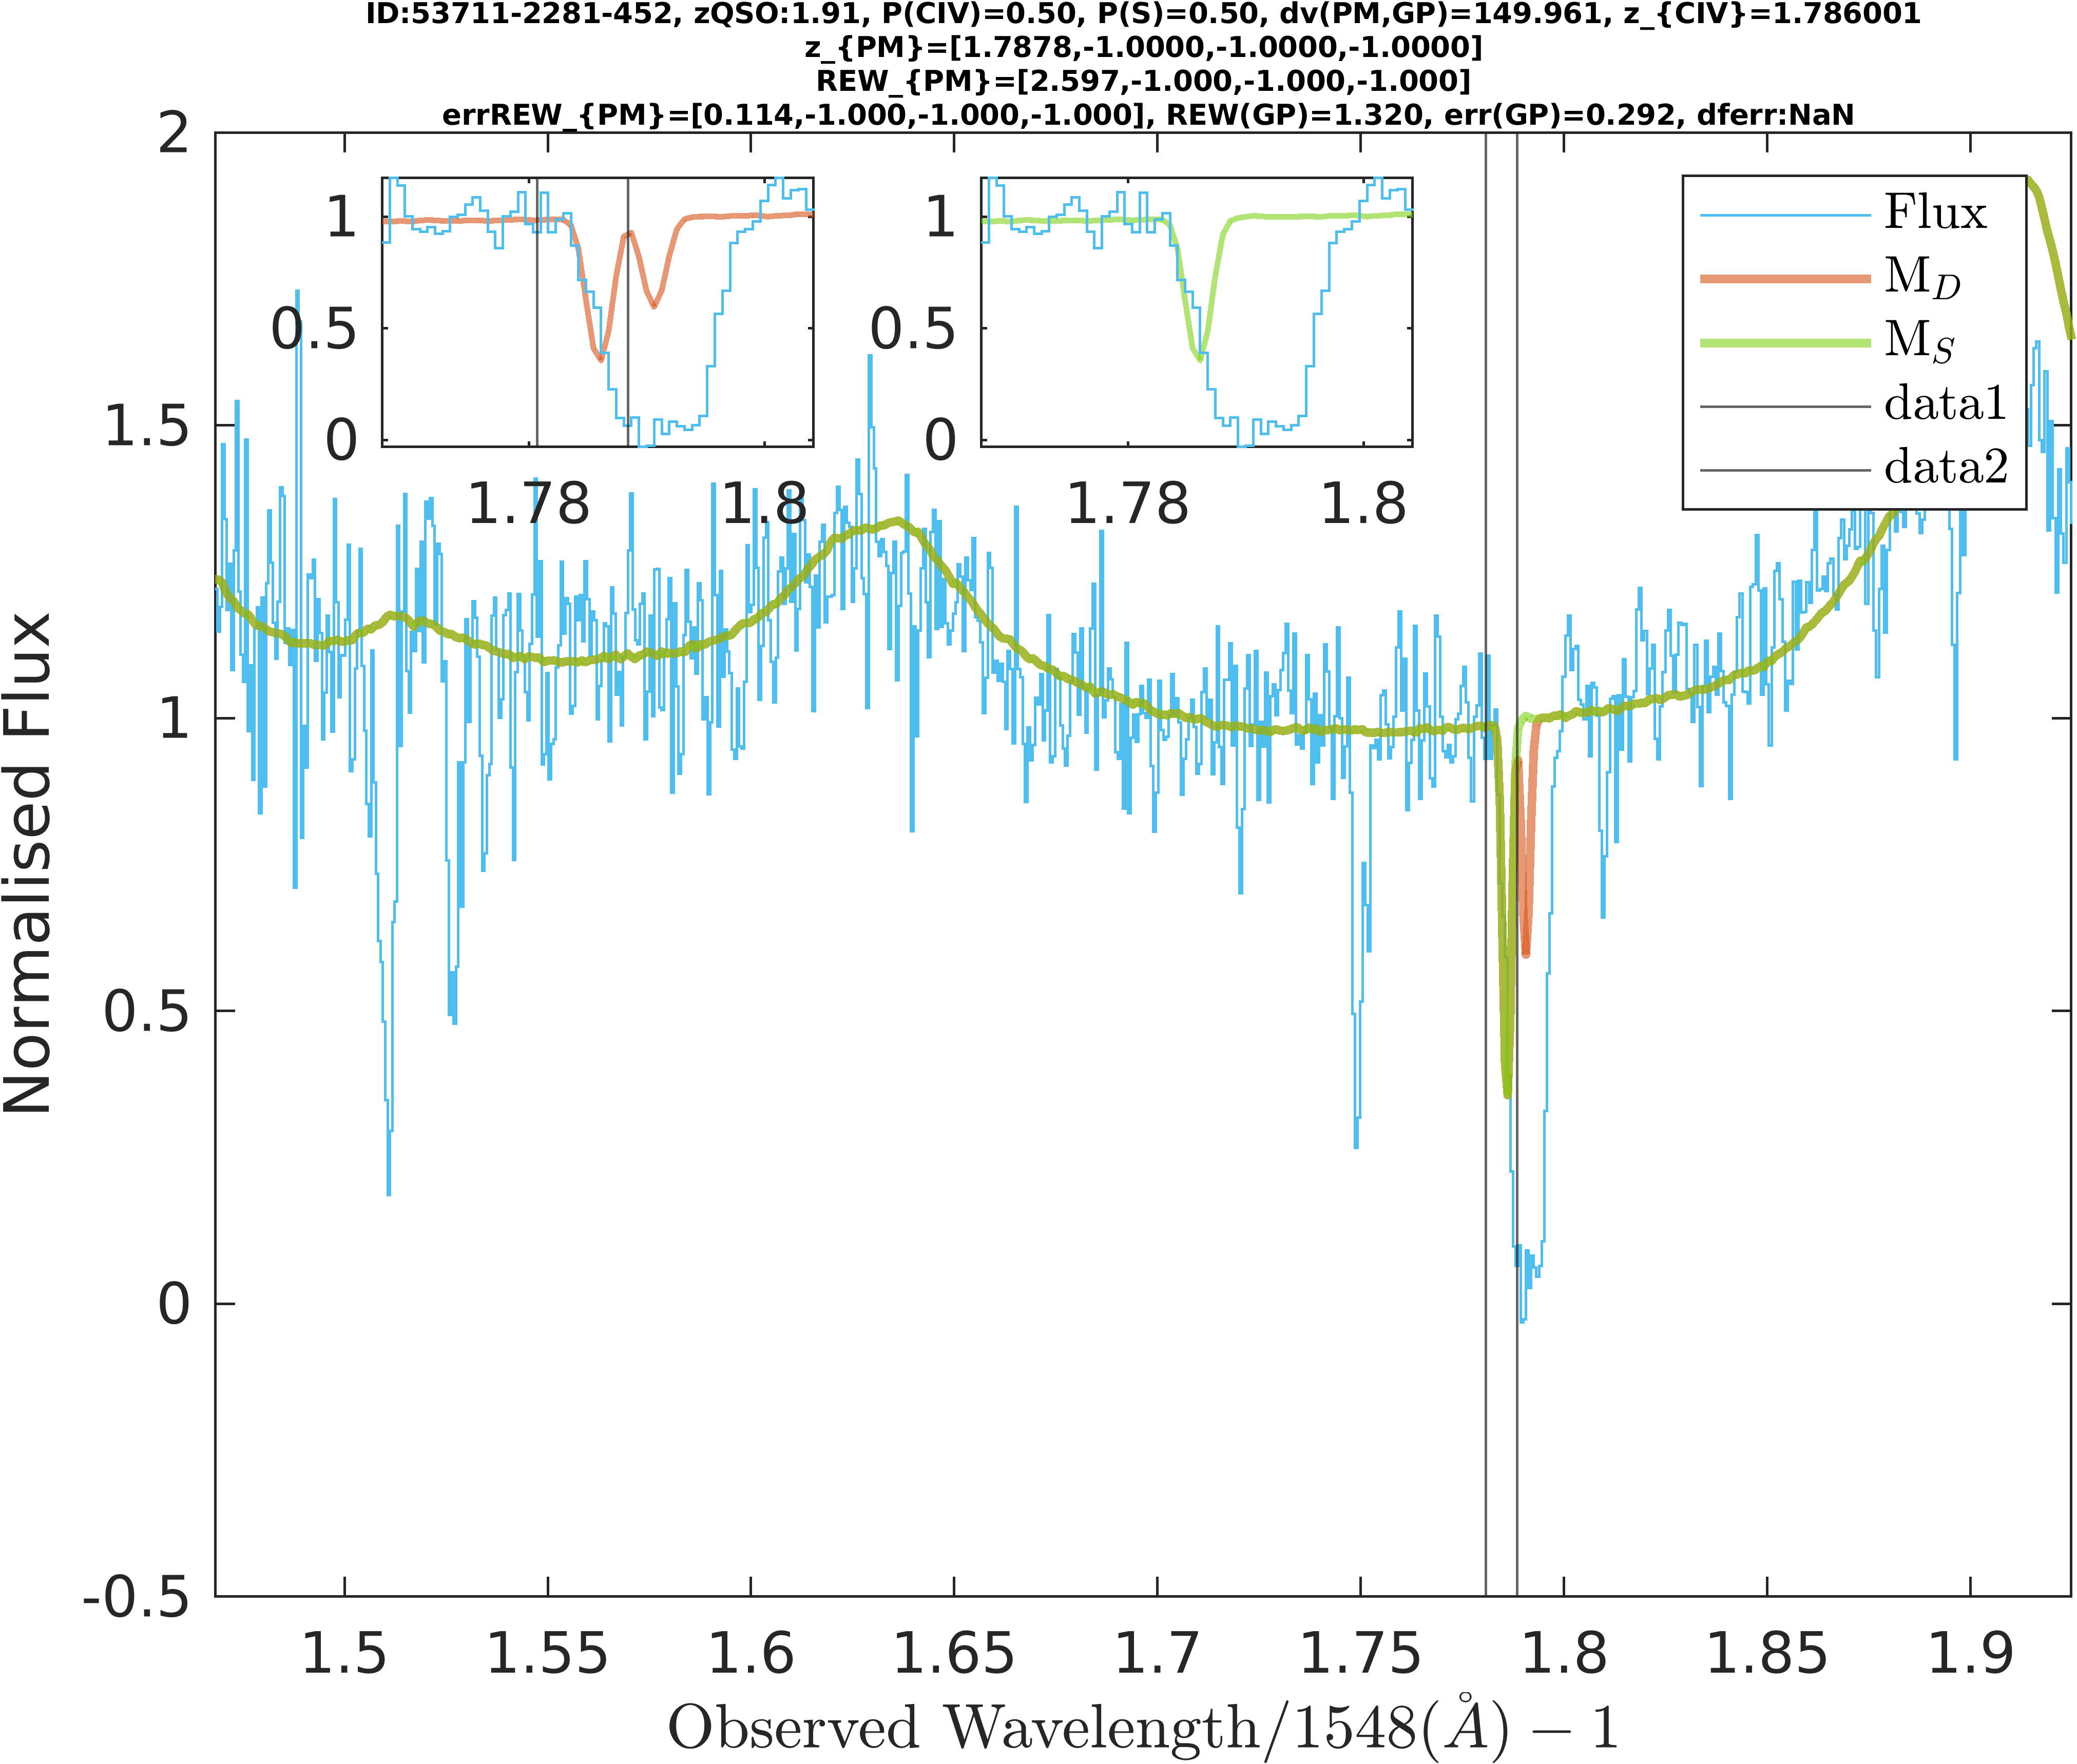 ID:53711-2281-452, zQSO:1.91, P(CIV)=0.50, P(S)=0.50, dv(PM,GP)=149.961, z_{CIV}=1.786001
z_{PM}=[1.7878,-1.0000,-1.0000,-1.0000]
REW_{PM}=[2.597,-1.000,-1.000,-1.000]
errREW_{PM}=[0.114,-1.000,-1.000,-1.000], REW(GP)=1.320, err(GP)=0.292, dferr:NaN
2
1.5
1
0.5
0
-0.5
Normalised Flux
1
0.5
0
1.78 1.8
1
0.5
0
1.78 1.8
Flux
M_D
M_S
data1
data2
1.5 1.55 1.6 1.65 1.7 1.75 1.8 1.85 1.9
Observed Wavelength/1548(Å) − 1